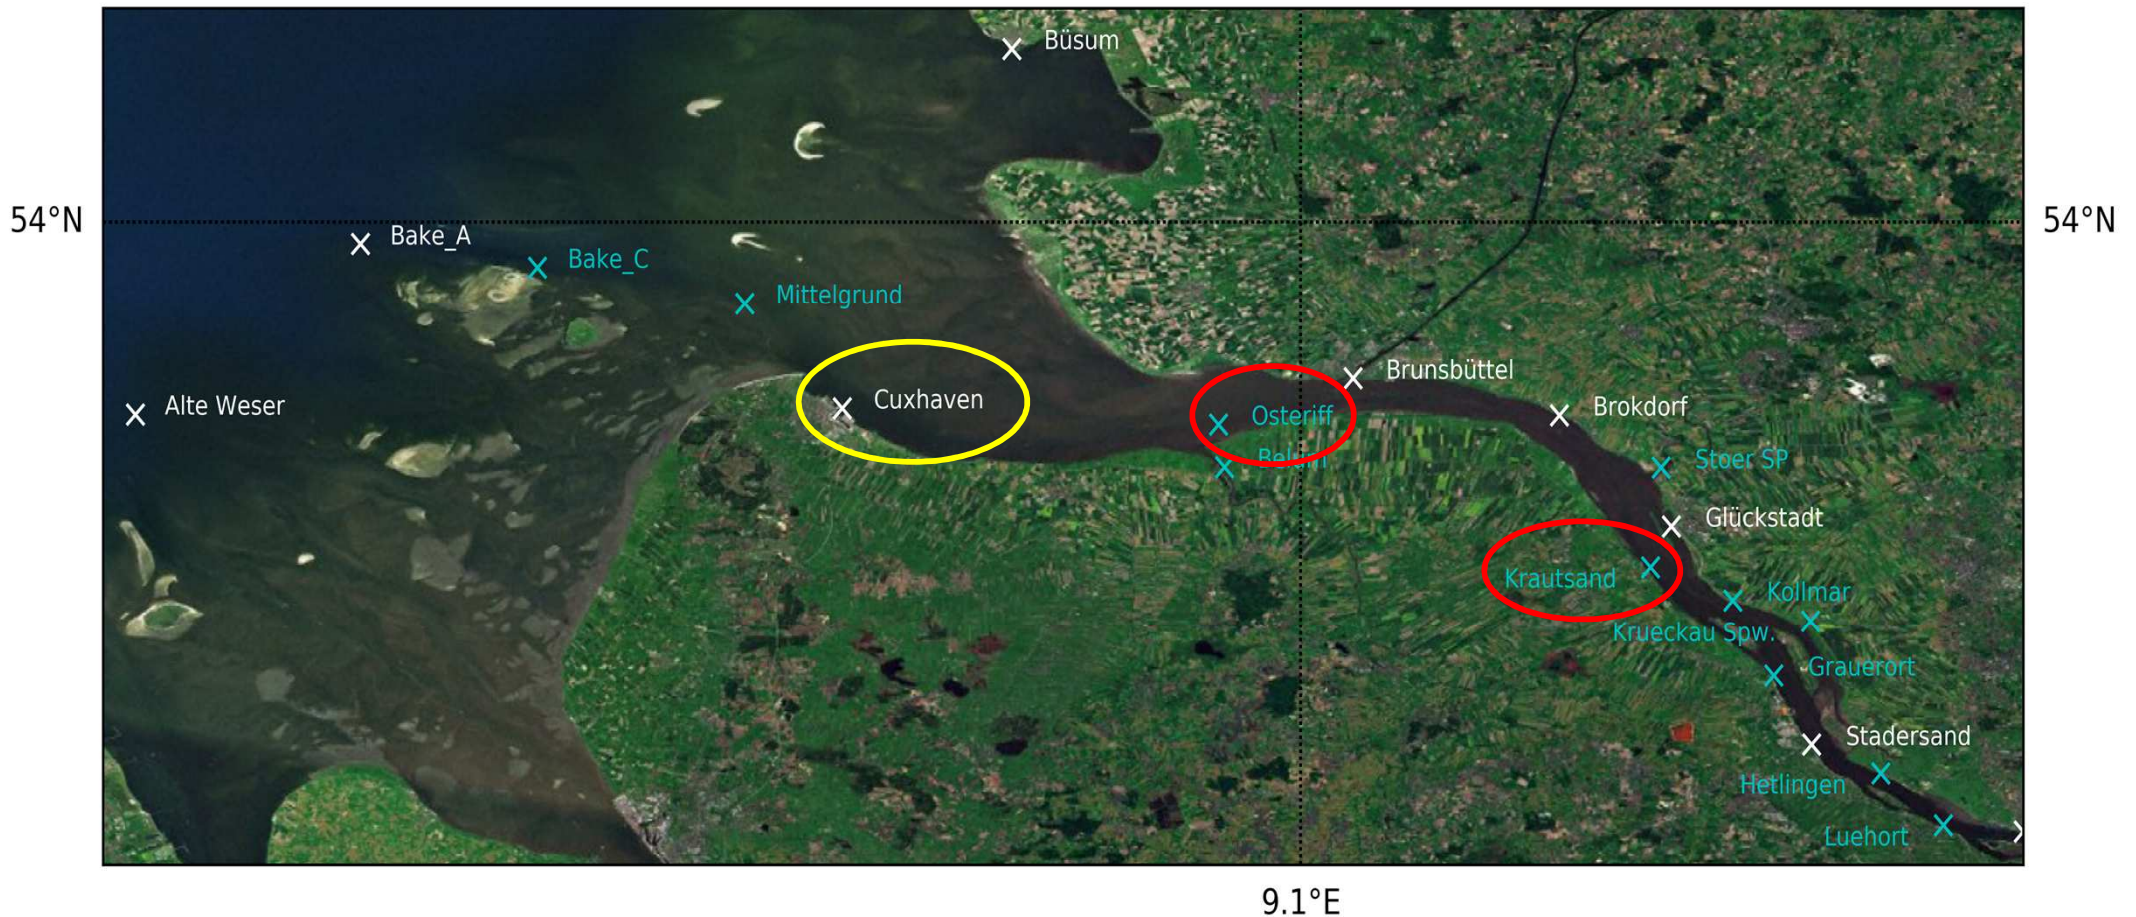 Büsum
54°N
54°N
Bake_A
Bake_C
Mittelgrund
Alte Weser
Cuxhaven
Osteriff
Brunsbüttel
Brokdorf
Belum
Stoer SP
Glückstadt
Krautsand
Kollmar
Krueckau Spw.
Grauerort
Stadersand
Hetlingen
Luehort
9.1°E